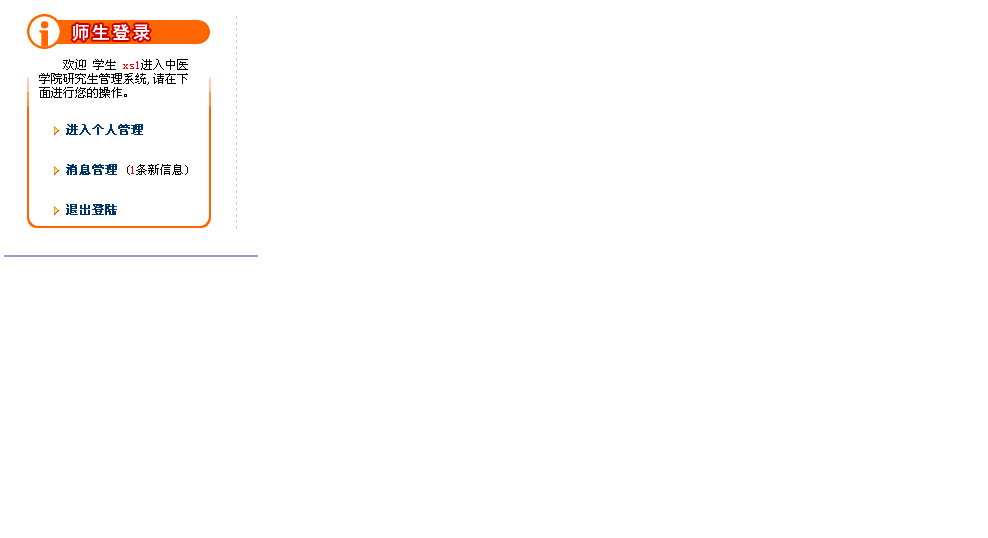 师生登录
欢迎 学生 xs1进入中医
学院研究生管理系统,请在下
面进行您的操作。
进入个人管理
消息管理 (1条新信息)
退出登陆